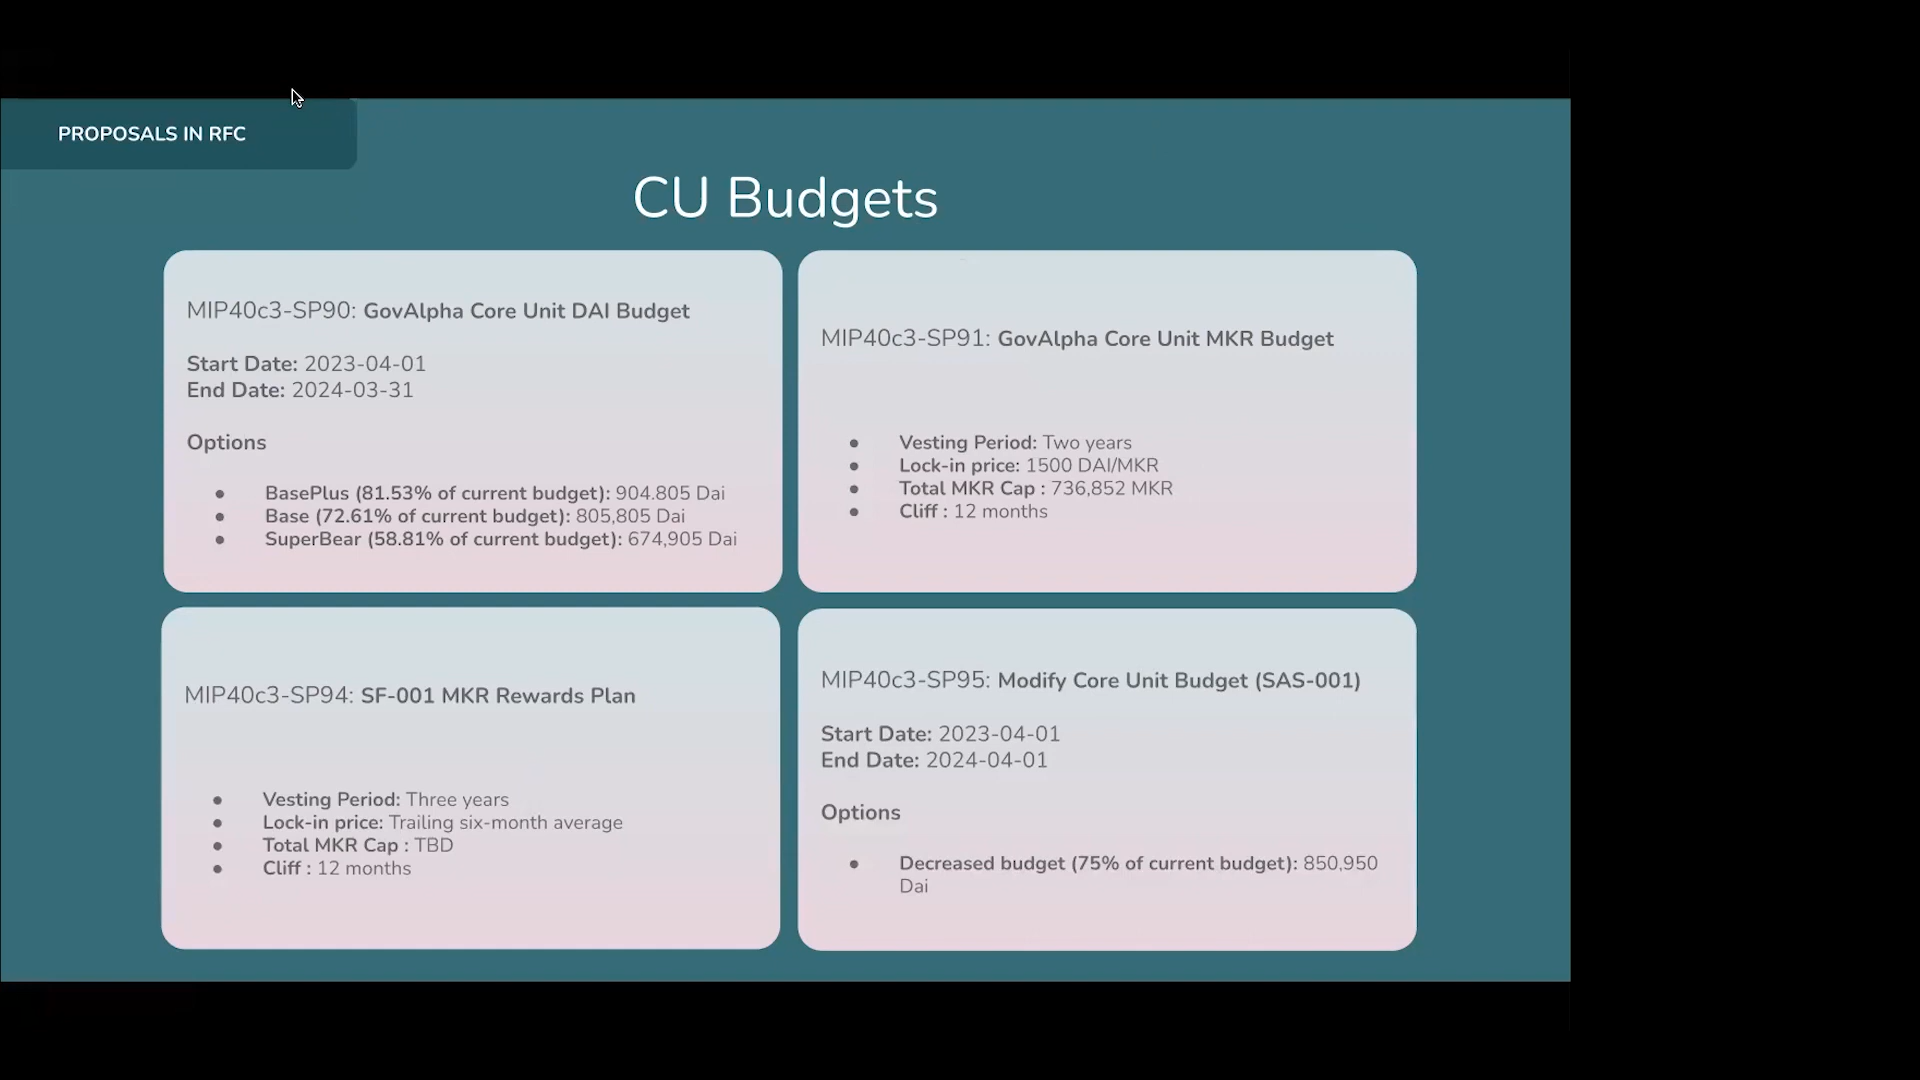 PROPOSALS IN RFC
CU Budgets
MIP40c3-SP90: GovAlpha Core Unit DAI Budget
Start Date: 2023-04-01
End Date: 2024-03-31
Options
● BasePlus (81.53% of current budget): 904.805 Dai
● Base (72.61% of current budget): 805,805 Dai
● SuperBear (58.81% of current budget): 674,905 Dai
MIP40c3-SP91: GovAlpha Core Unit MKR Budget
● Vesting Period: Two years
● Lock-in price: 1500 DAI/MKR
● Total MKR Cap : 736,852 MKR
● Cliff : 12 months
MIP40c3-SP94: SF-001 MKR Rewards Plan
● Vesting Period: Three years
● Lock-in price: Trailing six-month average
● Total MKR Cap : TBD
● Cliff : 12 months
MIP40c3-SP95: Modify Core Unit Budget (SAS-001)
Start Date: 2023-04-01
End Date: 2024-04-01
Options
● Decreased budget (75% of current budget): 850,950
Dai